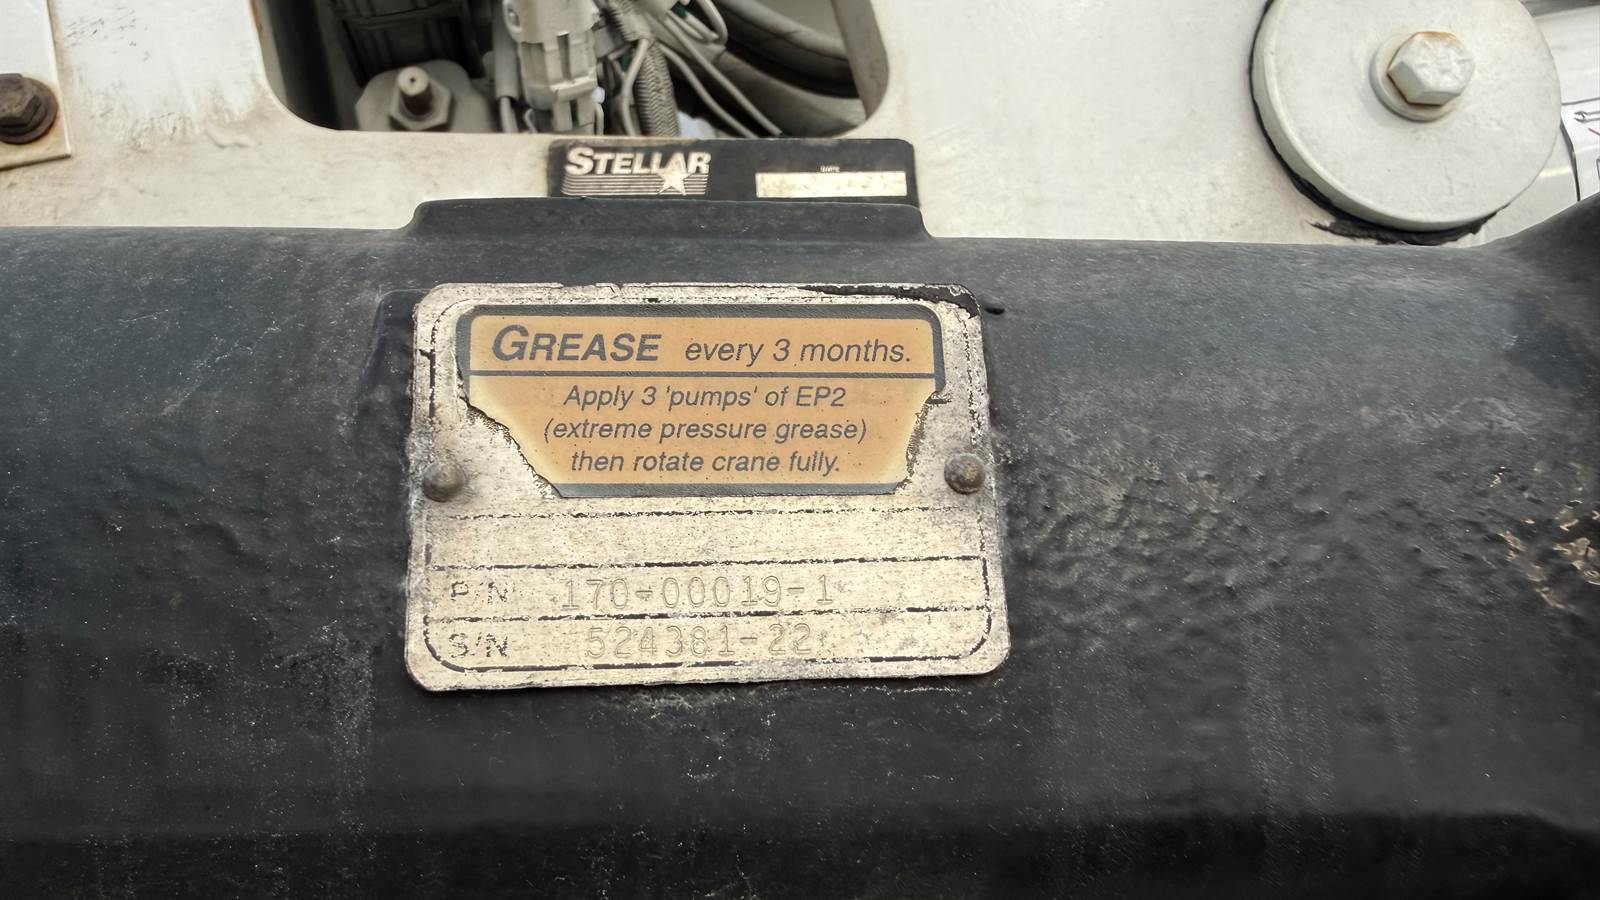 STELLAR
DATE
GREASE every 3 months.
Apply 3 'pumps' of EP2
(extreme pressure grease)
then rotate crane fully.
P/N 170-00019-1
S/N 524381-22